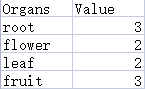 Organs Value
root 3
flower 2
leaf 2
fruit 3